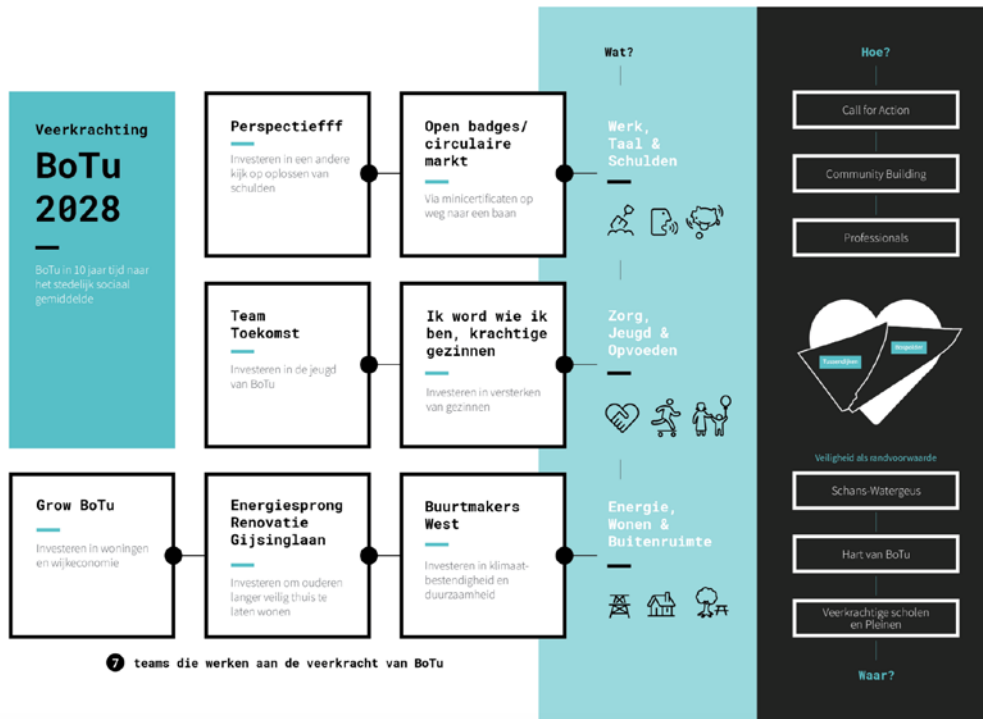 Veerkrachting
BoTu
2028
BoTu in 10 jaar tijd naar
het stedelijk sociaal
gemiddelde
Perspectiefff
Investeren in een andere
kijk op oplossen van
schulden
Open badges/
circulaire
markt
Via minicertificaten op
weg naar een baan
Team
Toekomst
Investeren in de jeugd
van BoTu
Ik word wie ik
ben, krachtige
gezinnen
Investeren in versterken
van gezinnen
Grow BoTu
Investeren in woningen
en wijkeconomie
Energiesprong
Renovatie
Gijsinglaan
Investeren om ouderen
langer veilig thuis te
laten wonen
Buurtmakers
West
Investeren in klimaat-
bestendigheid en
duurzaamheid
7 teams die werken aan de veerkracht van BoTu
Wat?
Werk,
Taal &
Schulden
Zorg,
Jeugd &
Opvoeden
Energie,
Wonen &
Buitenruimte
Hoe?
Call for Action
Community Building
Professionals
Tussendijken
Bospolder
Veiligheid als randvoorwaarde
Schans-Watergeus
Hart van BoTu
Veerkrachtige scholen
en Pleinen
Waar?